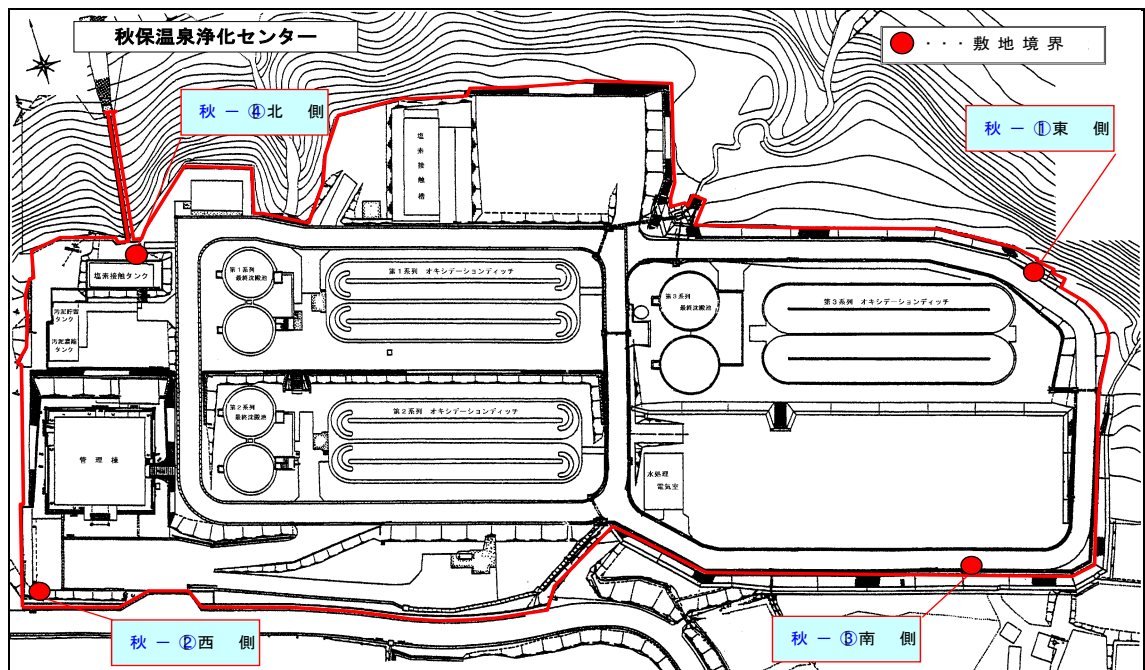 秋保温泉浄化センター
・・・敷地境界
秋－④北 側
秋－①東 側
塩素接触槽
塩素接触タンク
第1系列
最終沈殿池
第1系列 オキシデーションディッチ
第3系列
最終沈殿池
第3系列 オキシデーションディッチ
汚泥貯留
タンク
汚泥濃縮
タンク
第2系列
最終沈殿池
第2系列 オキシデーションディッチ
管理棟
水処理
電気室
秋－②西 側
秋－③南 側